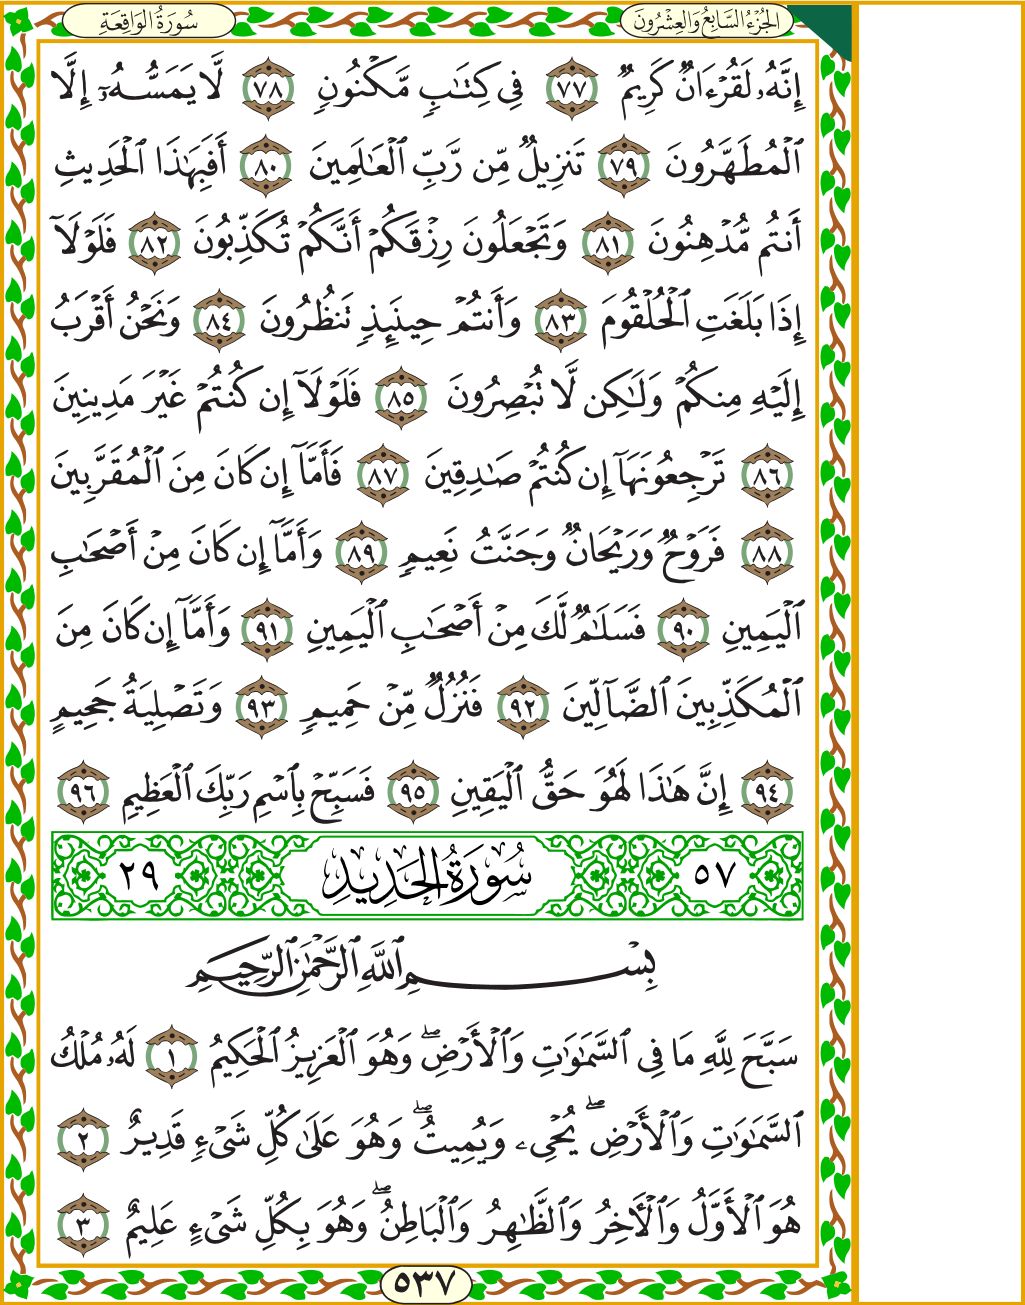 الجُزْءُ السَّابِعُ وَالعِشْرُونَ
سُورَةُ الوَاقِعَةِ
إِنَّهُۥ لَقُرْءَانٌۭ كَرِيمٌۭ ٧٧ فِى كِتَٰبٍۢ مَّكْنُونٍۢ ٧٨ لَّا يَمَسُّهُۥٓ إِلَّا
ٱلْمُطَهَّرُونَ ٧٩ تَنزِيلٌۭ مِّن رَّبِّ ٱلْعَٰلَمِينَ ٨٠ أَفَبِهَٰذَا ٱلْحَدِيثِ
أَنتُم مُّدْهِنُونَ ٨١ وَتَجْعَلُونَ رِزْقَكُمْ أَنَّكُمْ تُكَذِّبُونَ ٨٢ فَلَوْلَآ
إِذَا بَلَغَتِ ٱلْحُلْقُومَ ٨٣ وَأَنتُمْ حِينَئِذٍۢ تَنظُرُونَ ٨٤ وَنَحْنُ أَقْرَبُ
إِلَيْهِ مِنكُمْ وَلَٰكِن لَّا تُبْصِرُونَ ٨٥ فَلَوْلَآ إِن كُنتُمْ غَيْرَ مَدِينِينَ
٨٦ تَرْجِعُونَهَآ إِن كُنتُمْ صَٰدِقِينَ ٨٧ فَأَمَّآ إِن كَانَ مِنَ ٱلْمُقَرَّبِينَ
٨٨ فَرَوْحٌۭ وَرَيْحَانٌۭ وَجَنَّتُ نَعِيمٍۢ ٨٩ وَأَمَّآ إِن كَانَ مِنْ أَصْحَٰبِ
ٱلْيَمِينِ ٩٠ فَسَلَٰمٌۭ لَّكَ مِنْ أَصْحَٰبِ ٱلْيَمِينِ ٩١ وَأَمَّآ إِن كَانَ مِنَ
ٱلْمُكَذِّبِينَ ٱلضَّآلِّينَ ٩٢ فَنُزُلٌۭ مِّنْ حَمِيمٍۢ ٩٣ وَتَصْلِيَةُ جَحِيمٍ
٩٤ إِنَّ هَٰذَا لَهُوَ حَقُّ ٱلْيَقِينِ ٩٥ فَسَبِّحْ بِٱسْمِ رَبِّكَ ٱلْعَظِيمِ ٩٦
٥٧ سُورَةُ الحَدِيدِ ٢٩
بِسْمِ ٱللَّهِ ٱلرَّحْمَٰنِ ٱلرَّحِيمِ
سَبَّحَ لِلَّهِ مَا فِى ٱلسَّمَٰوَٰتِ وَٱلْأَرْضِ ۖ وَهُوَ ٱلْعَزِيزُ ٱلْحَكِيمُ ١ لَهُۥ مُلْكُ
ٱلسَّمَٰوَٰتِ وَٱلْأَرْضِ ۖ يُحْىِۦ وَيُمِيتُ ۖ وَهُوَ عَلَىٰ كُلِّ شَىْءٍۢ قَدِيرٌ ٢
هُوَ ٱلْأَوَّلُ وَٱلْءَاخِرُ وَٱلظَّٰهِرُ وَٱلْبَاطِنُ ۖ وَهُوَ بِكُلِّ شَىْءٍ عَلِيمٌ ٣
٥٣٧